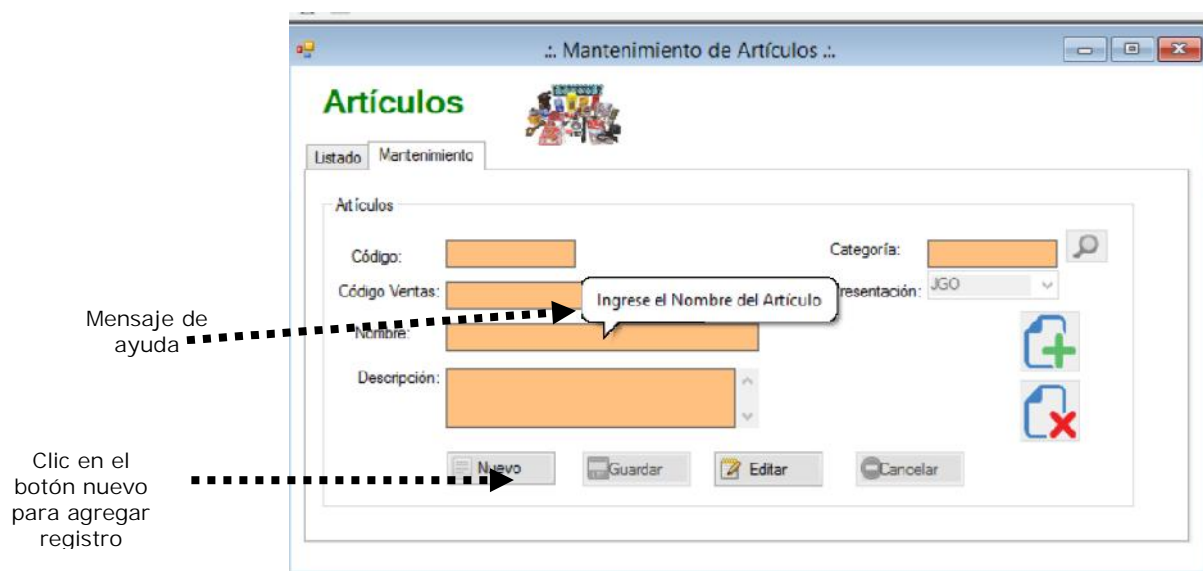 .:. Mantenimiento de Artículos .:.
Artículos
Listado
Mantenimiento
Artículos
Código:
Categoría:
Código Ventas:
Presentación:
JGO
Ingrese el Nombre del Artículo
Mensaje de
ayuda
Nombre:
Descripción:
Nuevo
Guardar
Editar
Cancelar
Clic en el
botón nuevo
para agregar
registro